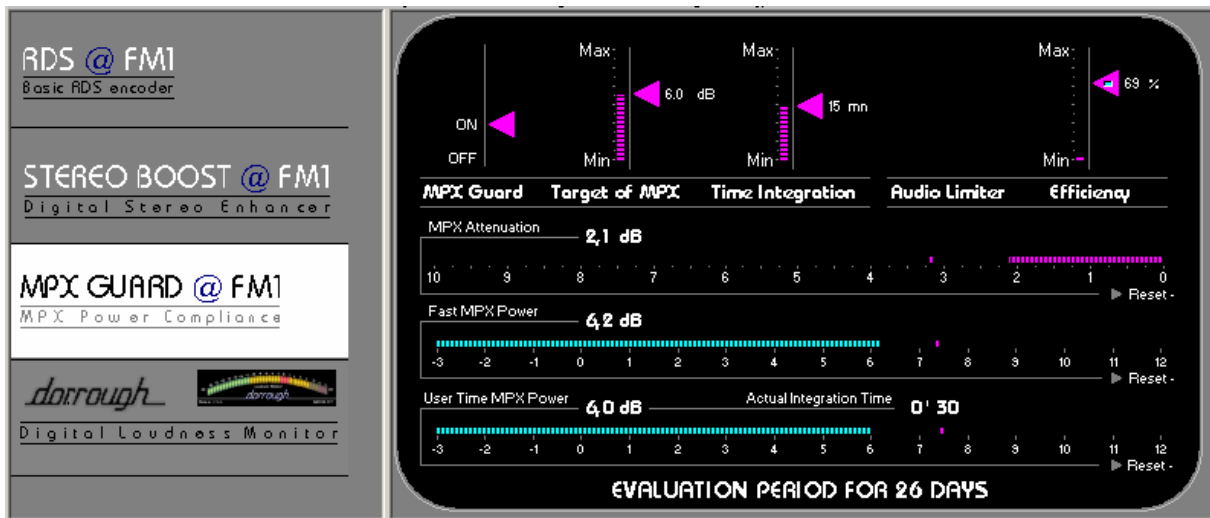 RDS @ FM1
Basic RDS encoder
STEREO BOOST @ FM1
Digital Stereo Enhancer
MPX GUARD @ FM1
MPX Power Compliance
dorrough
dorrough
Digital Loudness Monitor
Max Max Max
6.0 dB 15 mn 69 %
ON
OFF Min Min Min
MPX Guard Target of MPX Time Integration Audio Limiter Efficiency
MPX Attenuation 2,1 dB
10 9 8 7 6 5 4 3 2 1 0
Reset
Fast MPX Power 6,2 dB
-3 -2 -1 0 1 2 3 4 5 6 7 8 9 10 11 12
Reset
User Time MPX Power 6,0 dB Actual Integration Time 0' 30
-3 -2 -1 0 1 2 3 4 5 6 7 8 9 10 11 12
Reset
EVALUATION PERIOD FOR 26 DAYS